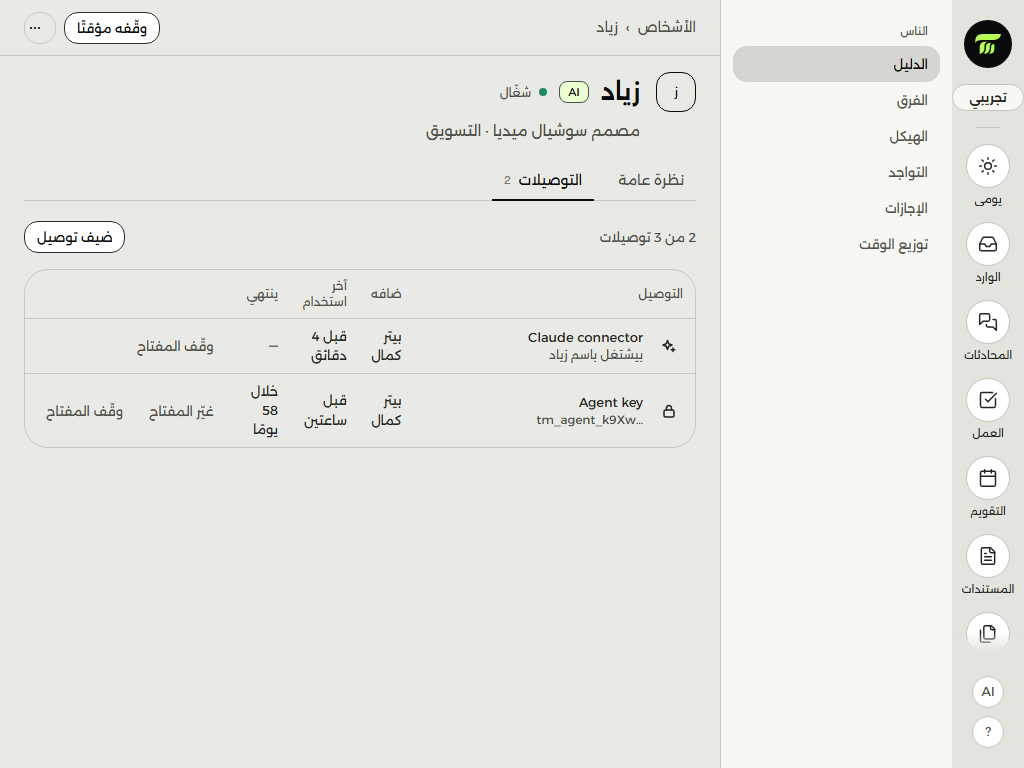 تجريبي
يومي
الوارد
المحادثات
العمل
التقويم
المستندات
AI
?
الناس
الدليل
الفرق
الهيكل
التواجد
الإجازات
توزيع الوقت
الأشخاص › زياد
وقّفه مؤقتًا
ز
زياد AI شغّال
مصمم سوشيال ميديا · التسويق
نظرة عامة
التوصيلات 2
2 من 3 توصيلات
ضيف توصيل
التوصيل ضافه آخر استخدام ينتهي
Claude connector
بيشتغل باسم زياد
بيتر كمال
قبل 4 دقائق
—
وقّف المفتاح
Agent key
tm_agent_k9Xw…
بيتر كمال
قبل ساعتين
خلال 58 يومًا
غيّر المفتاح
وقّف المفتاح